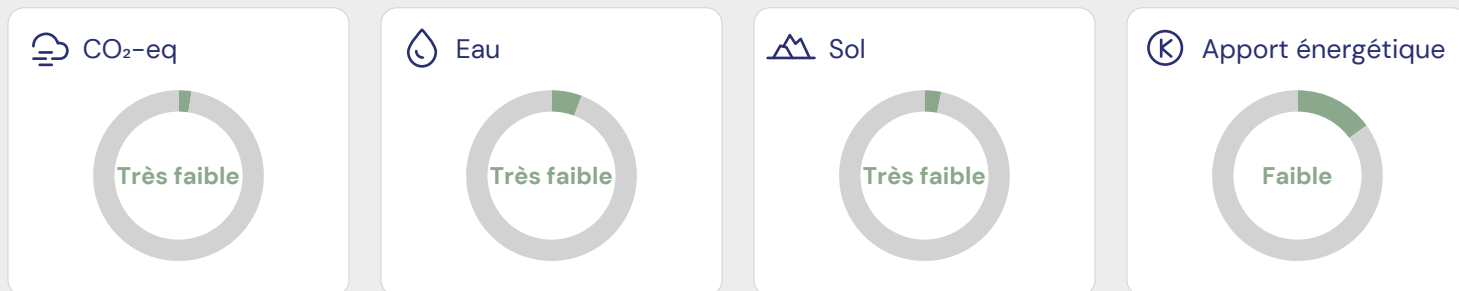 CO₂-eq
Très faible
Eau
Très faible
Sol
Très faible
Apport énergétique
Faible